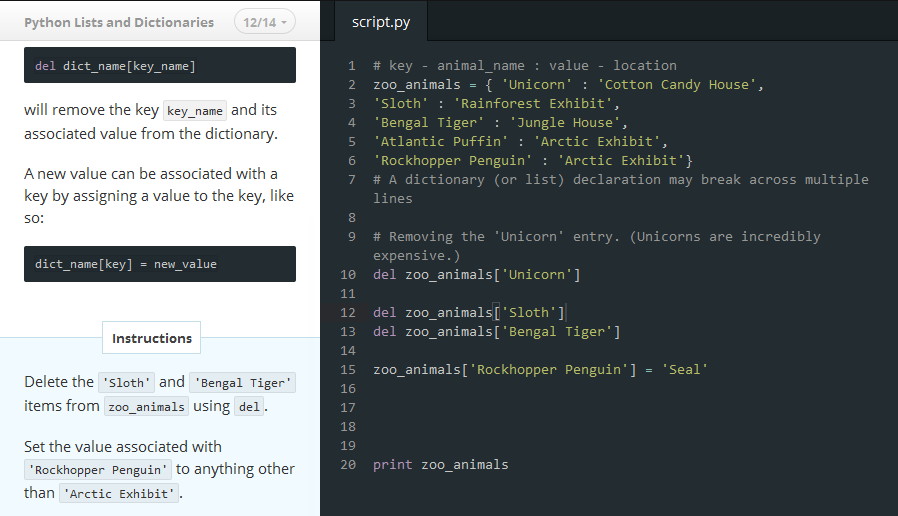 Python Lists and Dictionaries
12/14
del dict_name[key_name]
will remove the key key_name and its
associated value from the dictionary.
A new value can be associated with a
key by assigning a value to the key, like
so:
dict_name[key] = new_value
Instructions
Delete the 'Sloth' and 'Bengal Tiger'
items from zoo_animals using del.
Set the value associated with
'Rockhopper Penguin' to anything other
than 'Arctic Exhibit'.
script.py
1 # key - animal_name : value - location
2 zoo_animals = { 'Unicorn' : 'Cotton Candy House',
3 'Sloth' : 'Rainforest Exhibit',
4 'Bengal Tiger' : 'Jungle House',
5 'Atlantic Puffin' : 'Arctic Exhibit',
6 'Rockhopper Penguin' : 'Arctic Exhibit'}
7 # A dictionary (or list) declaration may break across multiple
lines
8
9 # Removing the 'Unicorn' entry. (Unicorns are incredibly
expensive.)
10 del zoo_animals['Unicorn']
11
12 del zoo_animals['Sloth']
13 del zoo_animals['Bengal Tiger']
14
15 zoo_animals['Rockhopper Penguin'] = 'Seal'
16
17
18
19
20 print zoo_animals